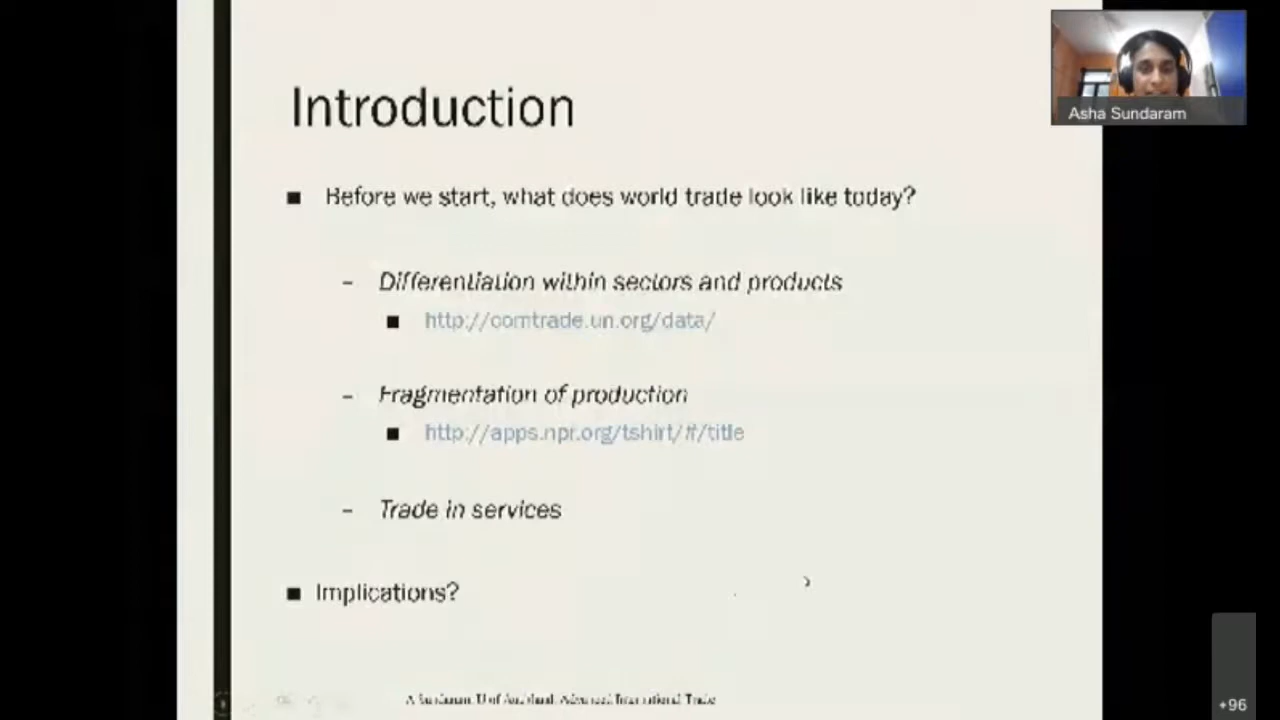 Introduction
Asha Sundaram
■ Before we start, what does world trade look like today?
– Differentiation within sectors and products
■ http://comtrade.un.org/data/
– Fragmentation of production
■ http://apps.npr.org/tshirt/#/title
– Trade in services
■ Implications?
A Sundaram, U of Auckland, Advanced International Trade
+96